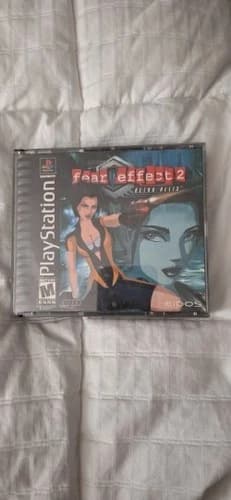 PlayStation
fear effect 2
RETRO HELIX
M
EIDOS